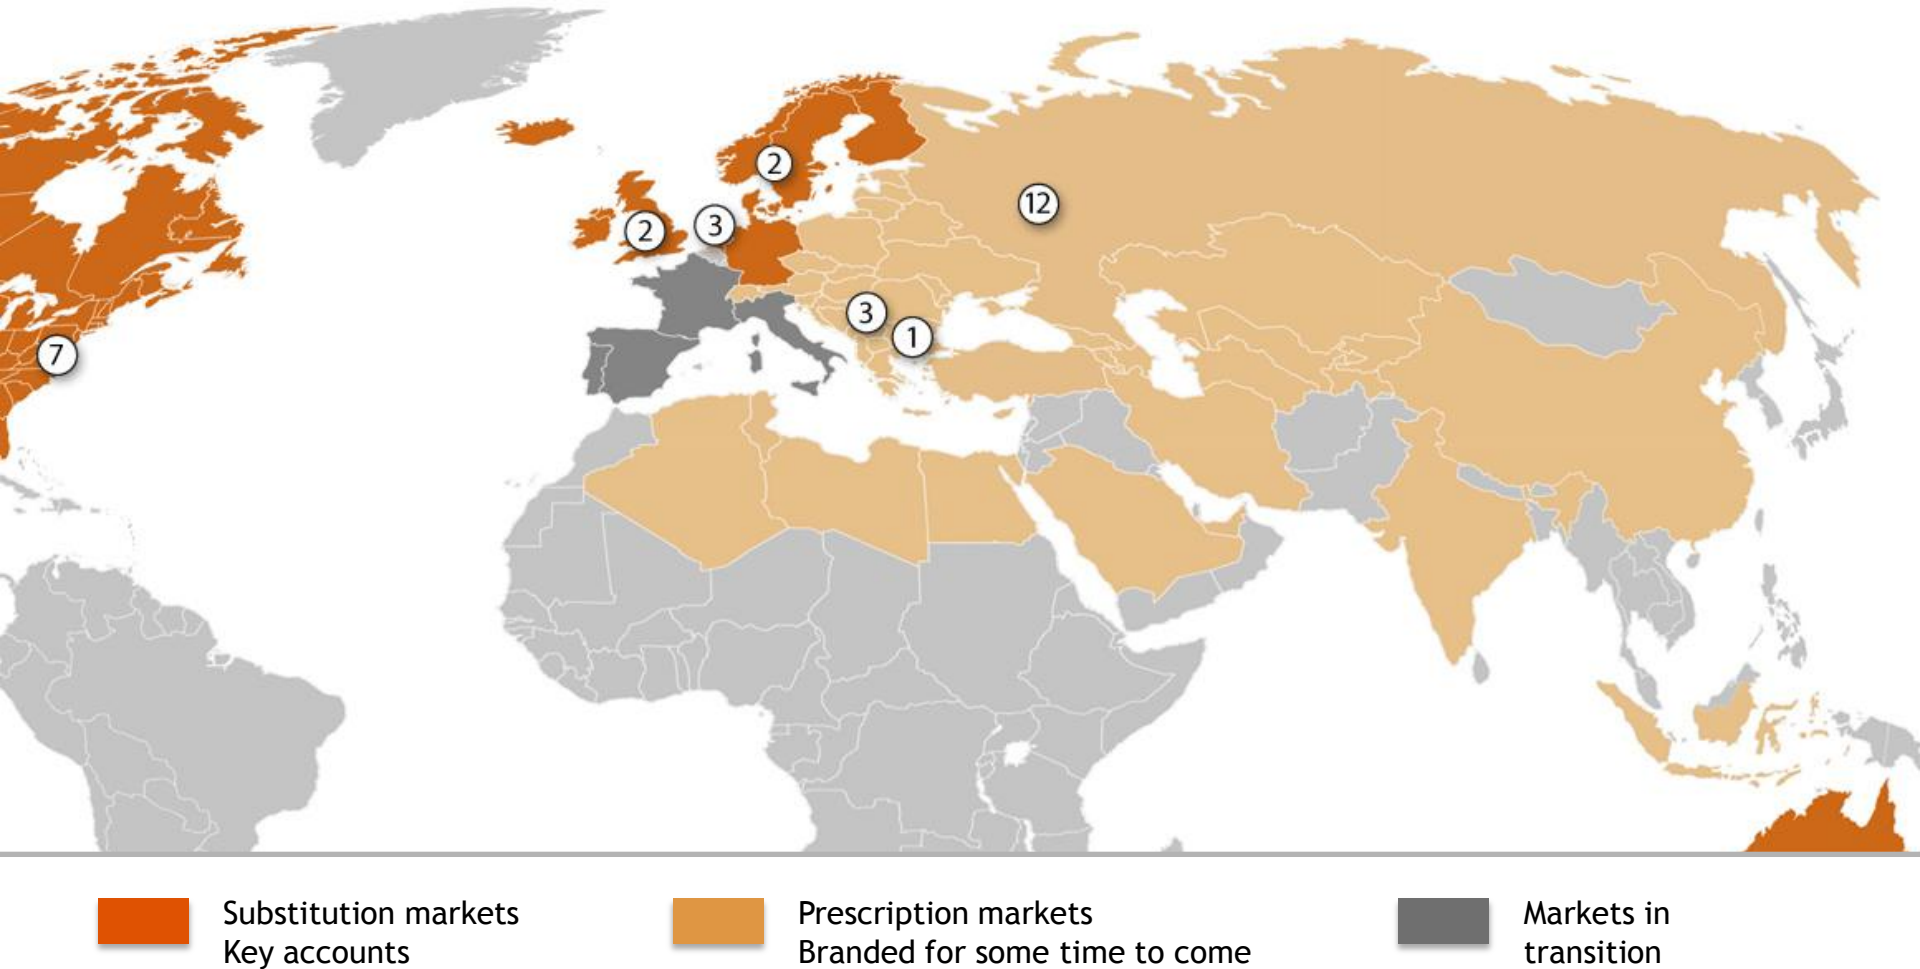 2
12
2
3
3
1
7
Substitution markets
Key accounts
Prescription markets
Branded for some time to come
Markets in
transition